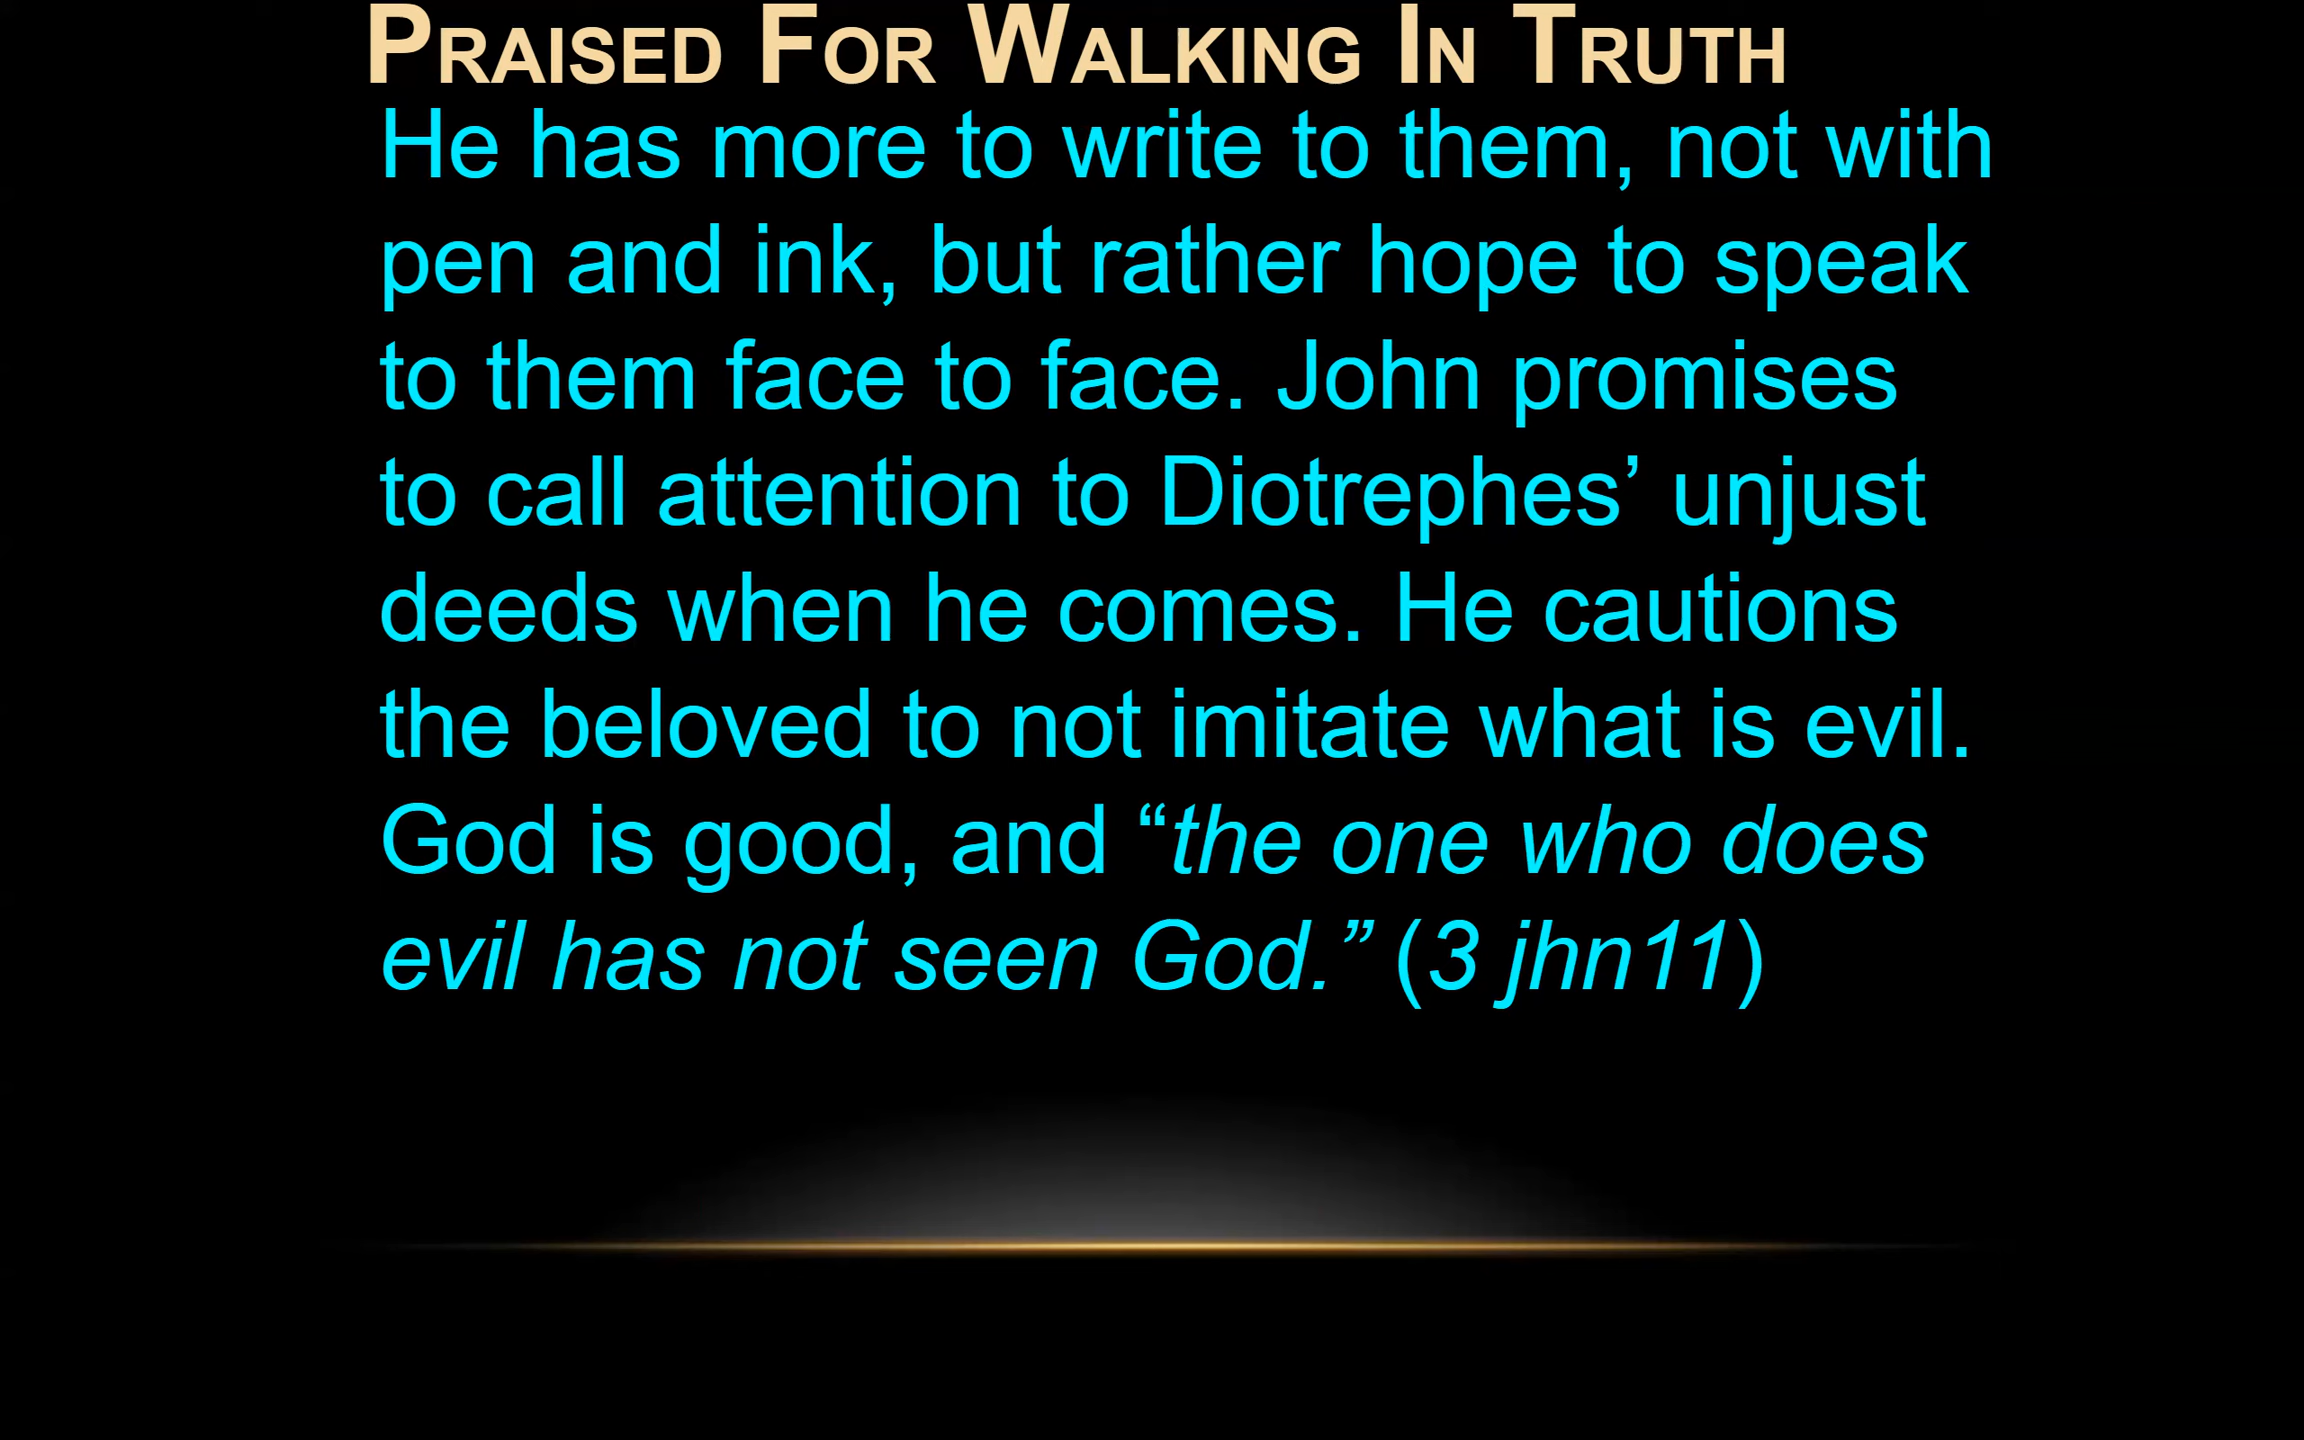 Praised For Walking In Truth
He has more to write to them, not with
pen and ink, but rather hope to speak
to them face to face. John promises
to call attention to Diotrephes’ unjust
deeds when he comes. He cautions
the beloved to not imitate what is evil.
God is good, and “the one who does
evil has not seen God.” (3 jhn11)